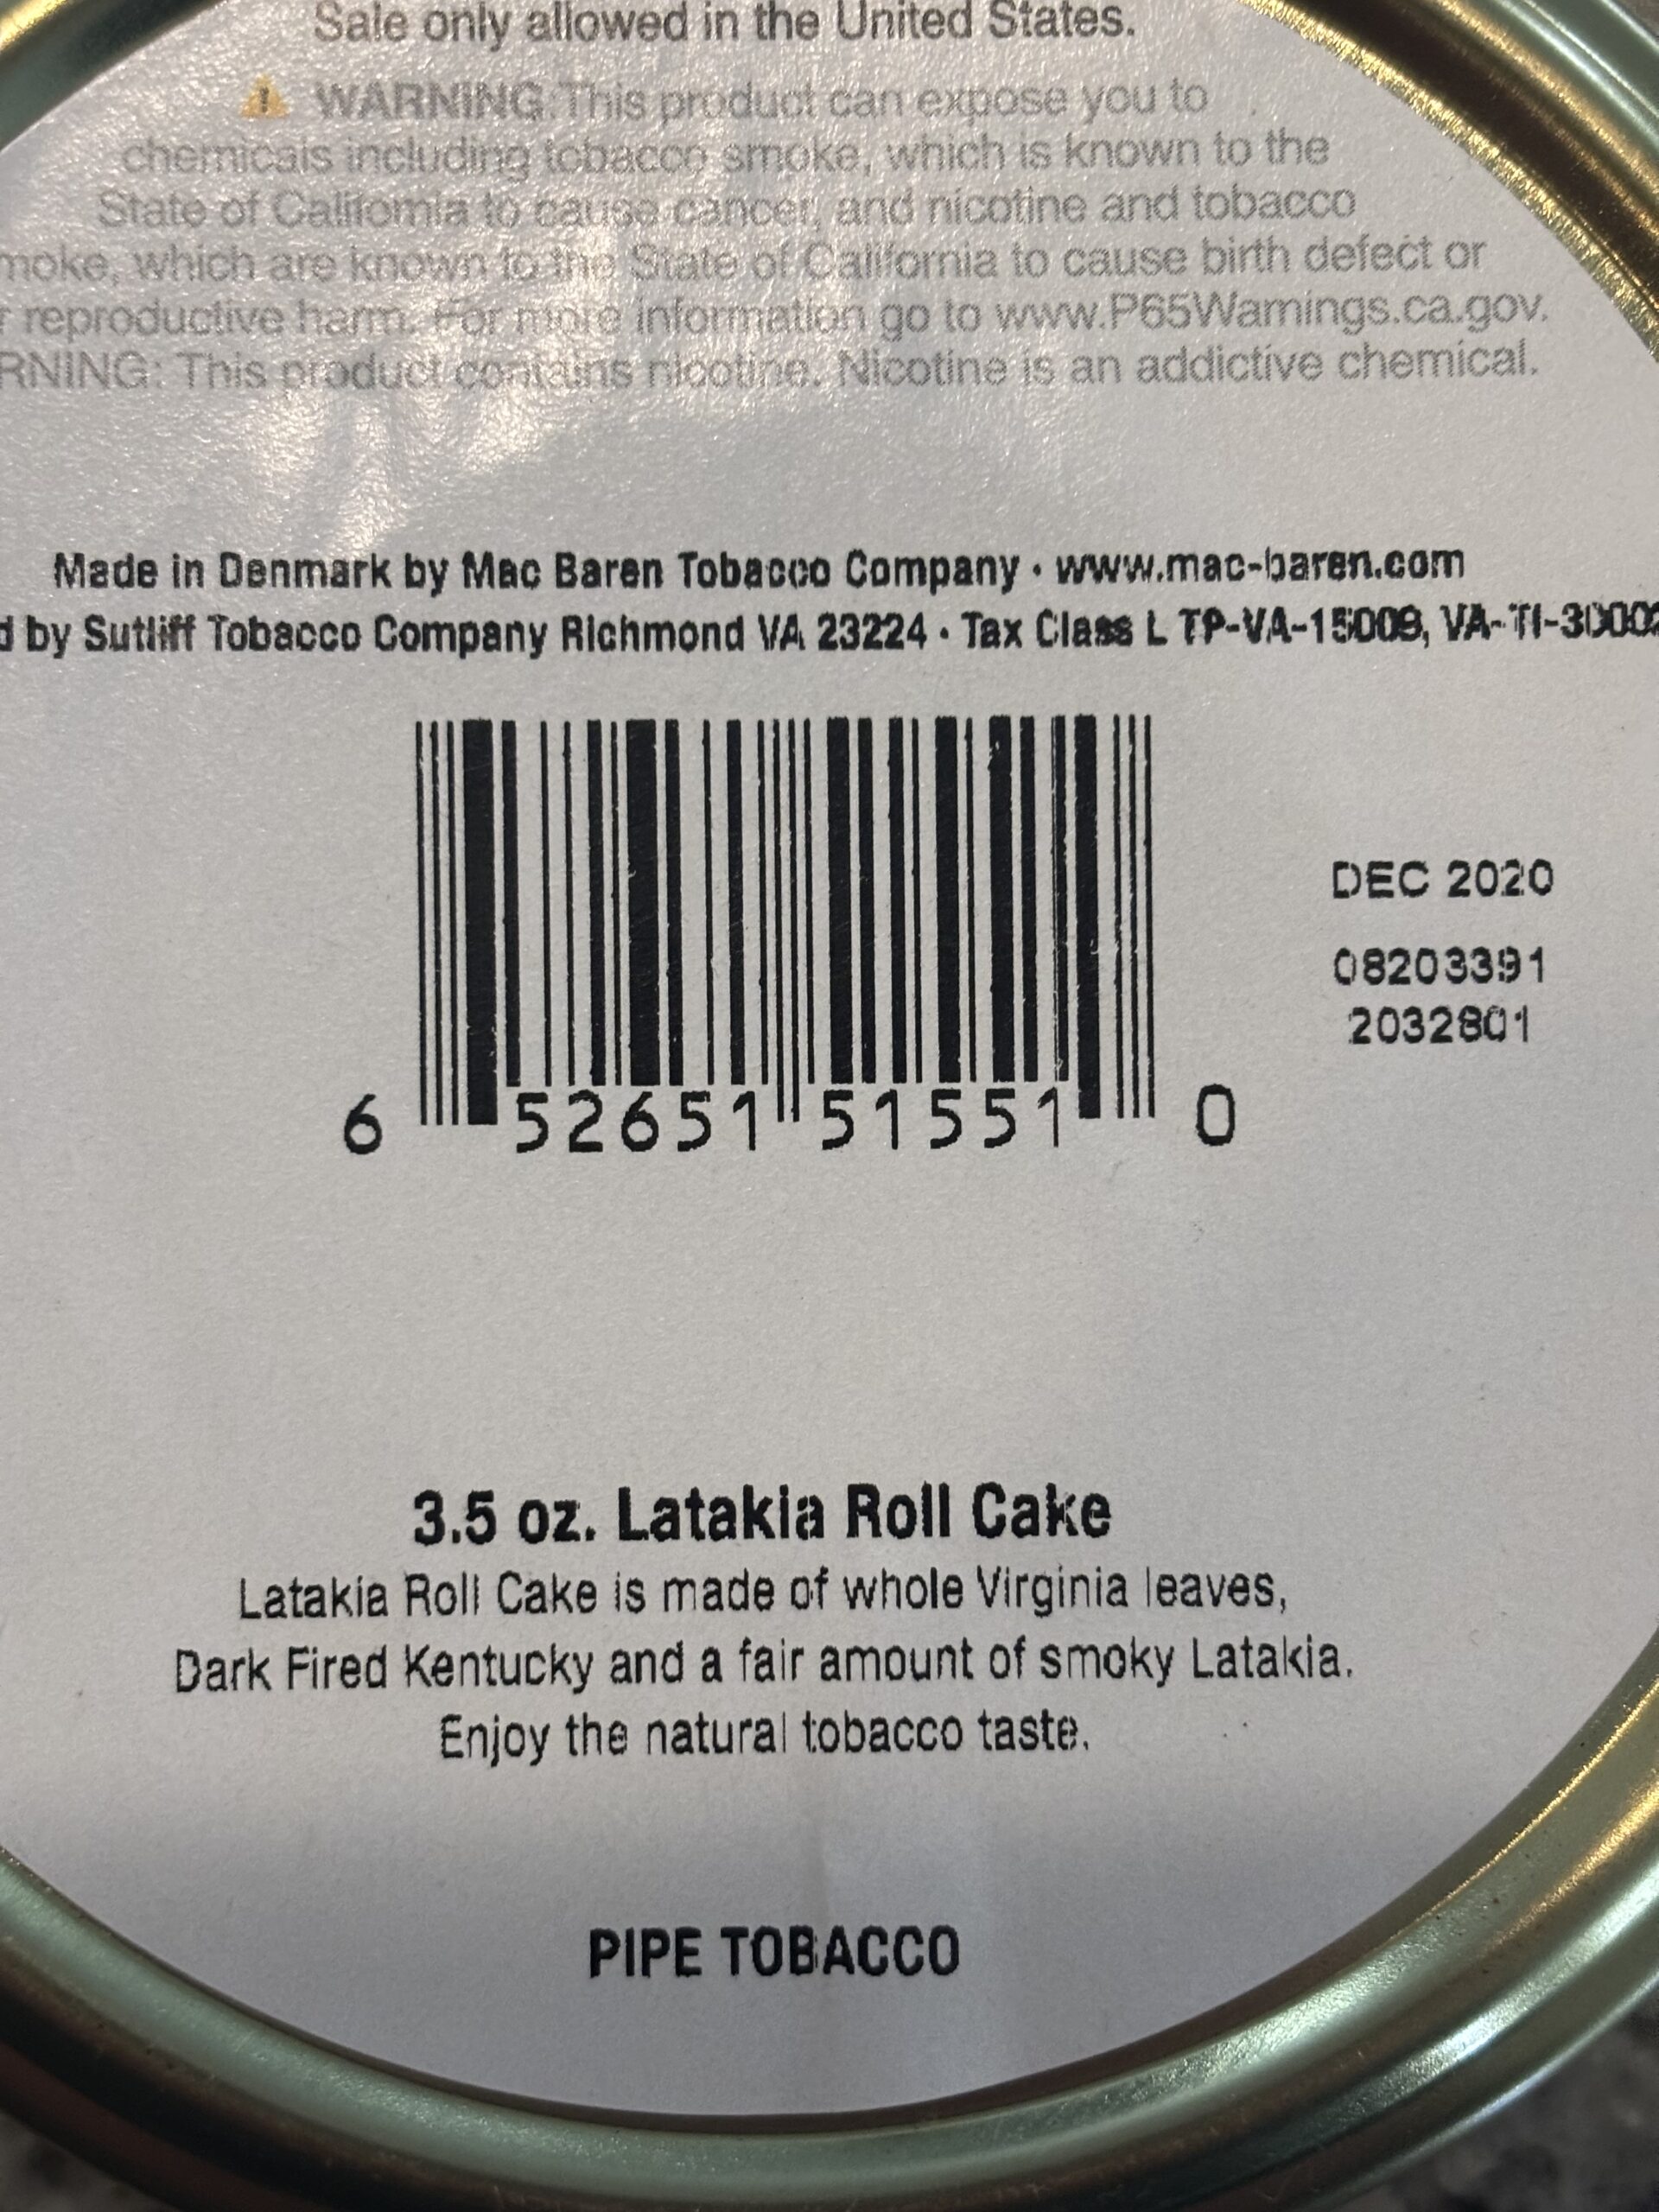 Sale only allowed in the United States.
⚠ WARNING: This product can expose you to
chemicals including tobacco smoke, which is known to the
State of California to cause cancer, and nicotine and tobacco
moke, which are known to the State of California to cause birth defect or
r reproductive harm. For more information go to www.P65Warnings.ca.gov.
RNING: This product contains nicotine. Nicotine is an addictive chemical.
Made in Denmark by Mac Baren Tobacco Company · www.mac-baren.com
d by Sutliff Tobacco Company Richmond VA 23224 · Tax Class L TP-VA-15009, VA-TI-30002
DEC 2020
08203391
2032801
6 52651 51551 0
3.5 oz. Latakia Roll Cake
Latakia Roll Cake is made of whole Virginia leaves,
Dark Fired Kentucky and a fair amount of smoky Latakia.
Enjoy the natural tobacco taste.
PIPE TOBACCO